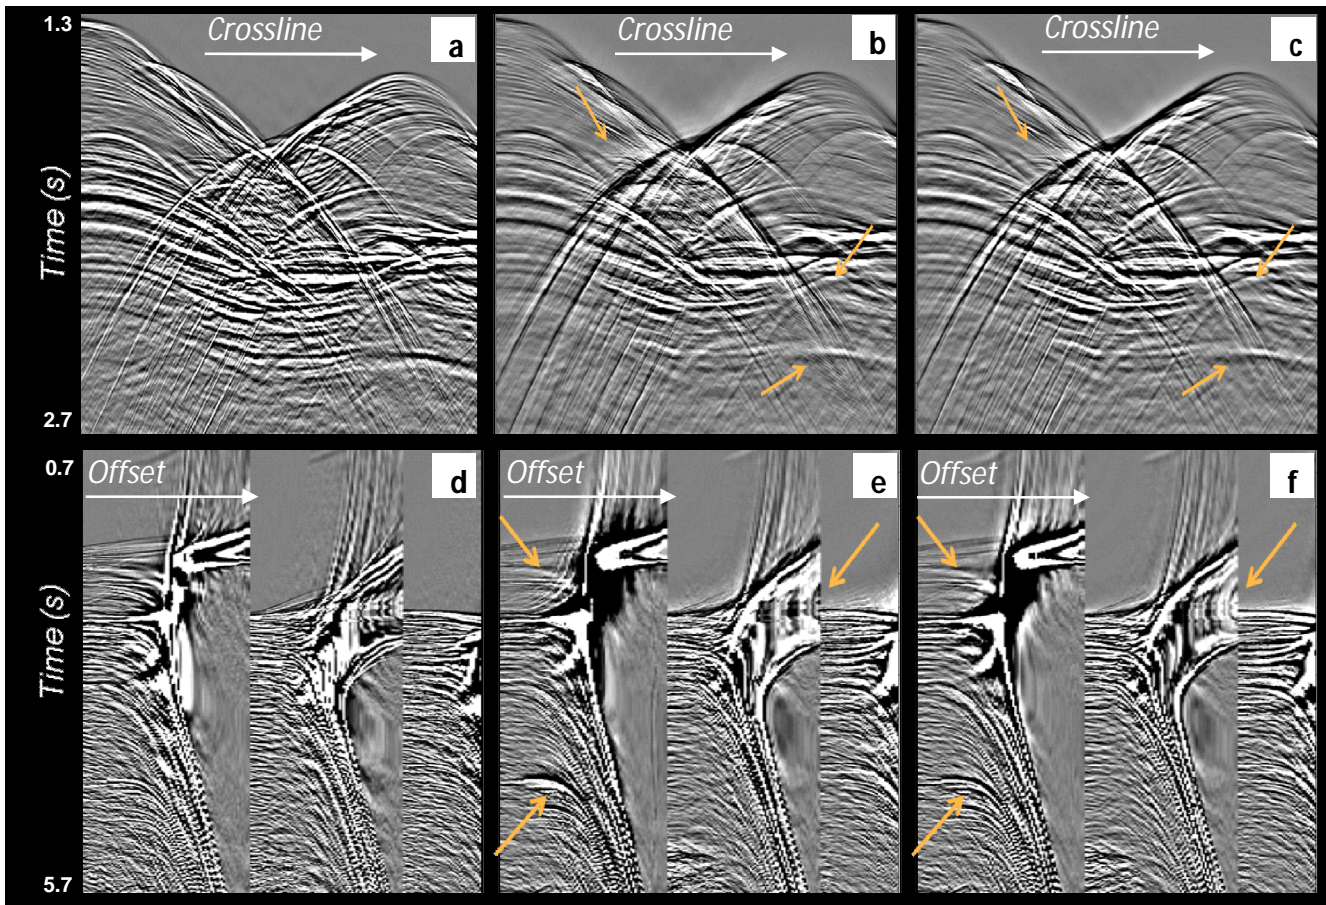 1.3
Crossline
a
Crossline
b
Crossline
c
Time (s)
2.7
0.7
Offset
d
Offset
e
Offset
f
Time (s)
5.7